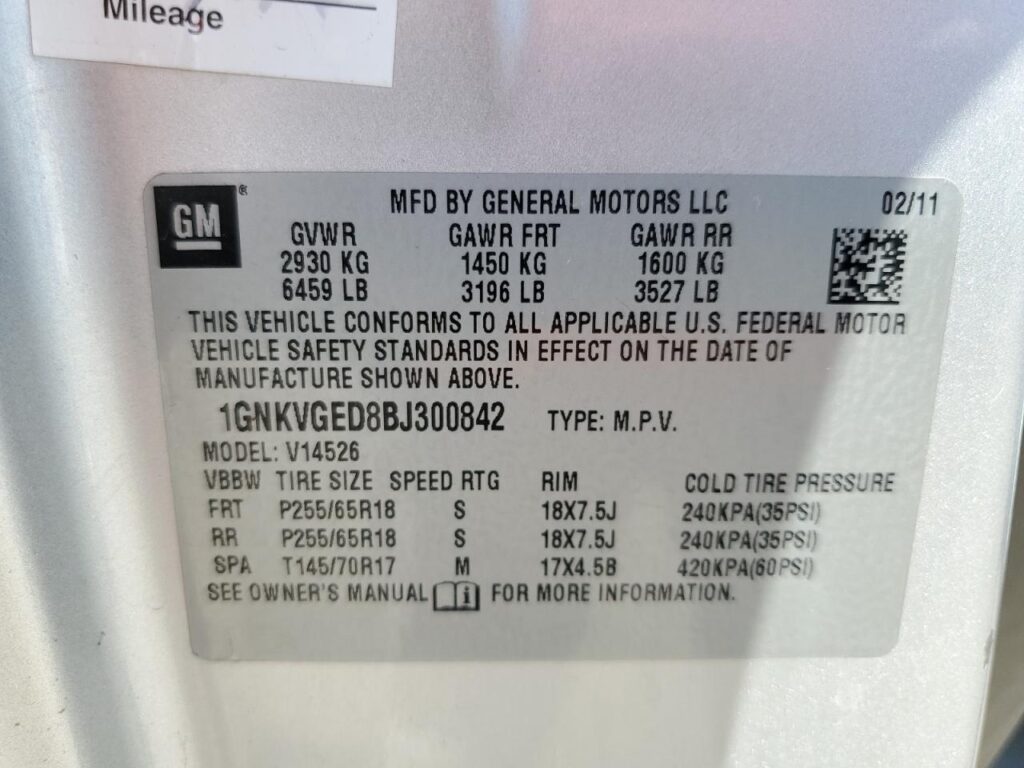 Mileage
GM ® MFD BY GENERAL MOTORS LLC 02/11
GVWR GAWR FRT GAWR RR
2930 KG 1450 KG 1600 KG
6459 LB 3196 LB 3527 LB
THIS VEHICLE CONFORMS TO ALL APPLICABLE U.S. FEDERAL MOTOR
VEHICLE SAFETY STANDARDS IN EFFECT ON THE DATE OF
MANUFACTURE SHOWN ABOVE.
1GNKVGED8BJ300842 TYPE: M.P.V.
MODEL: V14526
VBBW TIRE SIZE SPEED RTG RIM COLD TIRE PRESSURE
FRT P255/65R18 S 18X7.5J 240KPA(35PSI)
RR P255/65R18 S 18X7.5J 240KPA(35PSI)
SPA T145/70R17 M 17X4.5B 420KPA(60PSI)
SEE OWNER'S MANUAL i FOR MORE INFORMATION.